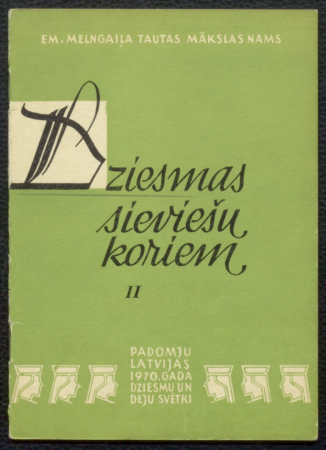 EM. MELNGAIĻA TAUTAS MĀKSLAS NAMS
Dziesmas
sieviešu
koriem
II
PADOMJU
LATVIJAS
1970. GADA
DZIESMU UN
DEJU SVĒTKI